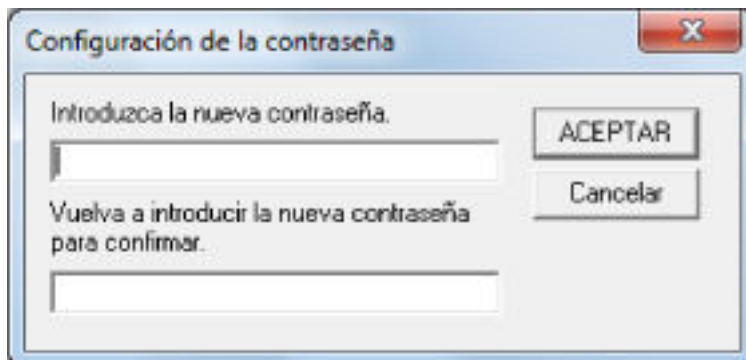 Configuración de la contraseña
Introduzca la nueva contraseña.
ACEPTAR
Cancelar
Vuelva a introducir la nueva contraseña
para confirmar.